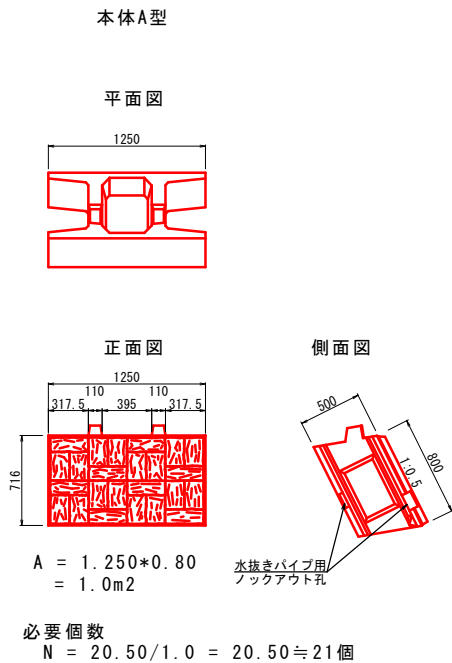 本体A型
平面図
1250
正面図
側面図
1250
110
110
317.5
395
317.5
716
500
800
1:0.5
水抜きパイプ用
ノックアウト孔
A = 1.250*0.80
= 1.0m2
必要個数
N = 20.50/1.0 = 20.50≒21個